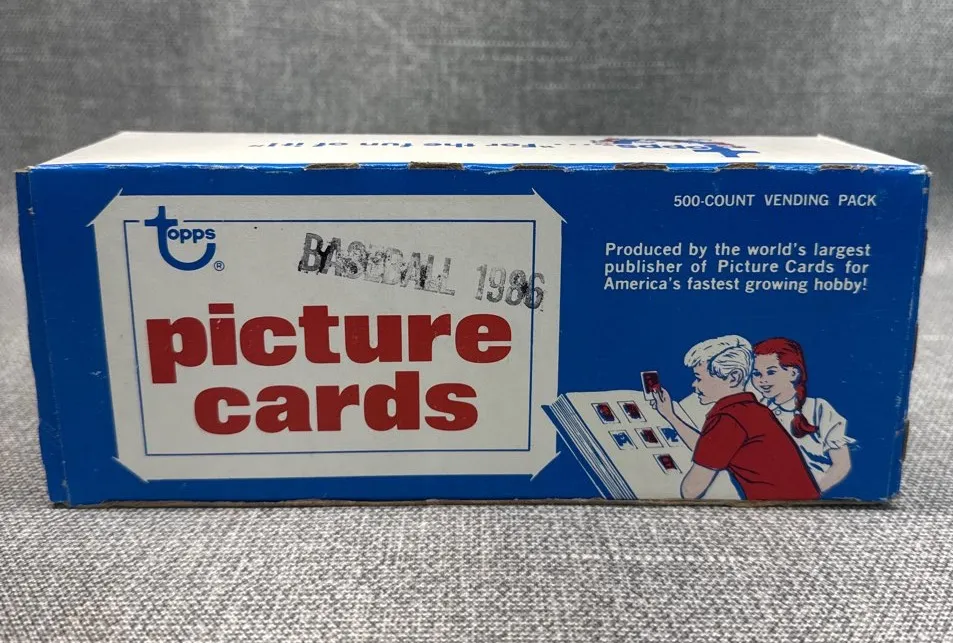 ..."for the fun of it!"
topps
500-COUNT VENDING PACK
topps
®
BASEBALL 1986
picture
cards
Produced by the world's largest
publisher of Picture Cards for
America's fastest growing hobby!